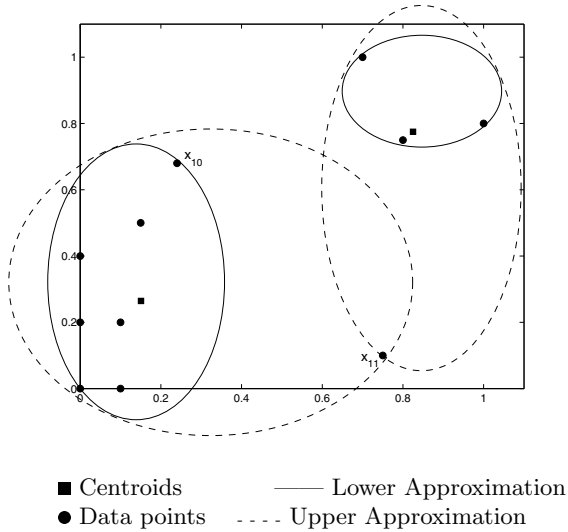 1
0.8
0.6
0.4
0.2
0
0
0.2
0.4
0.6
0.8
1
x10
x11
Centroids
Lower Approximation
Data points
Upper Approximation